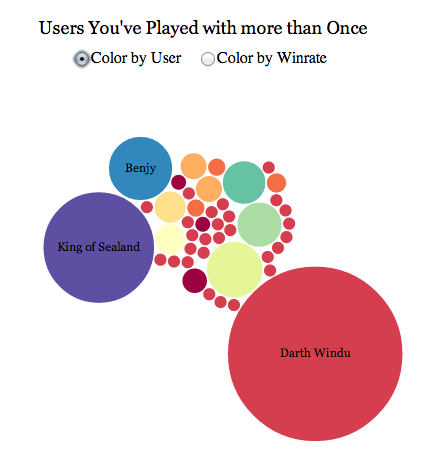 Users You've Played with more than Once
Color by User Color by Winrate
Benjy
King of Sealand
Darth Windu